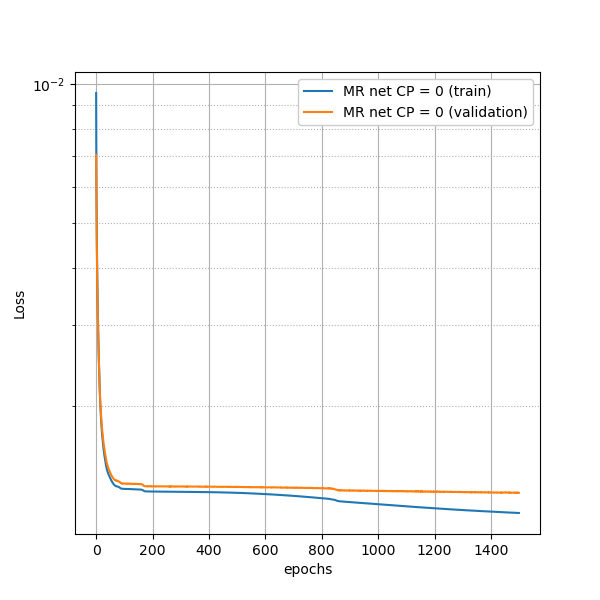 10⁻²
MR net CP = 0 (train)
MR net CP = 0 (validation)
Loss
0 200 400 600 800 1000 1200 1400
epochs